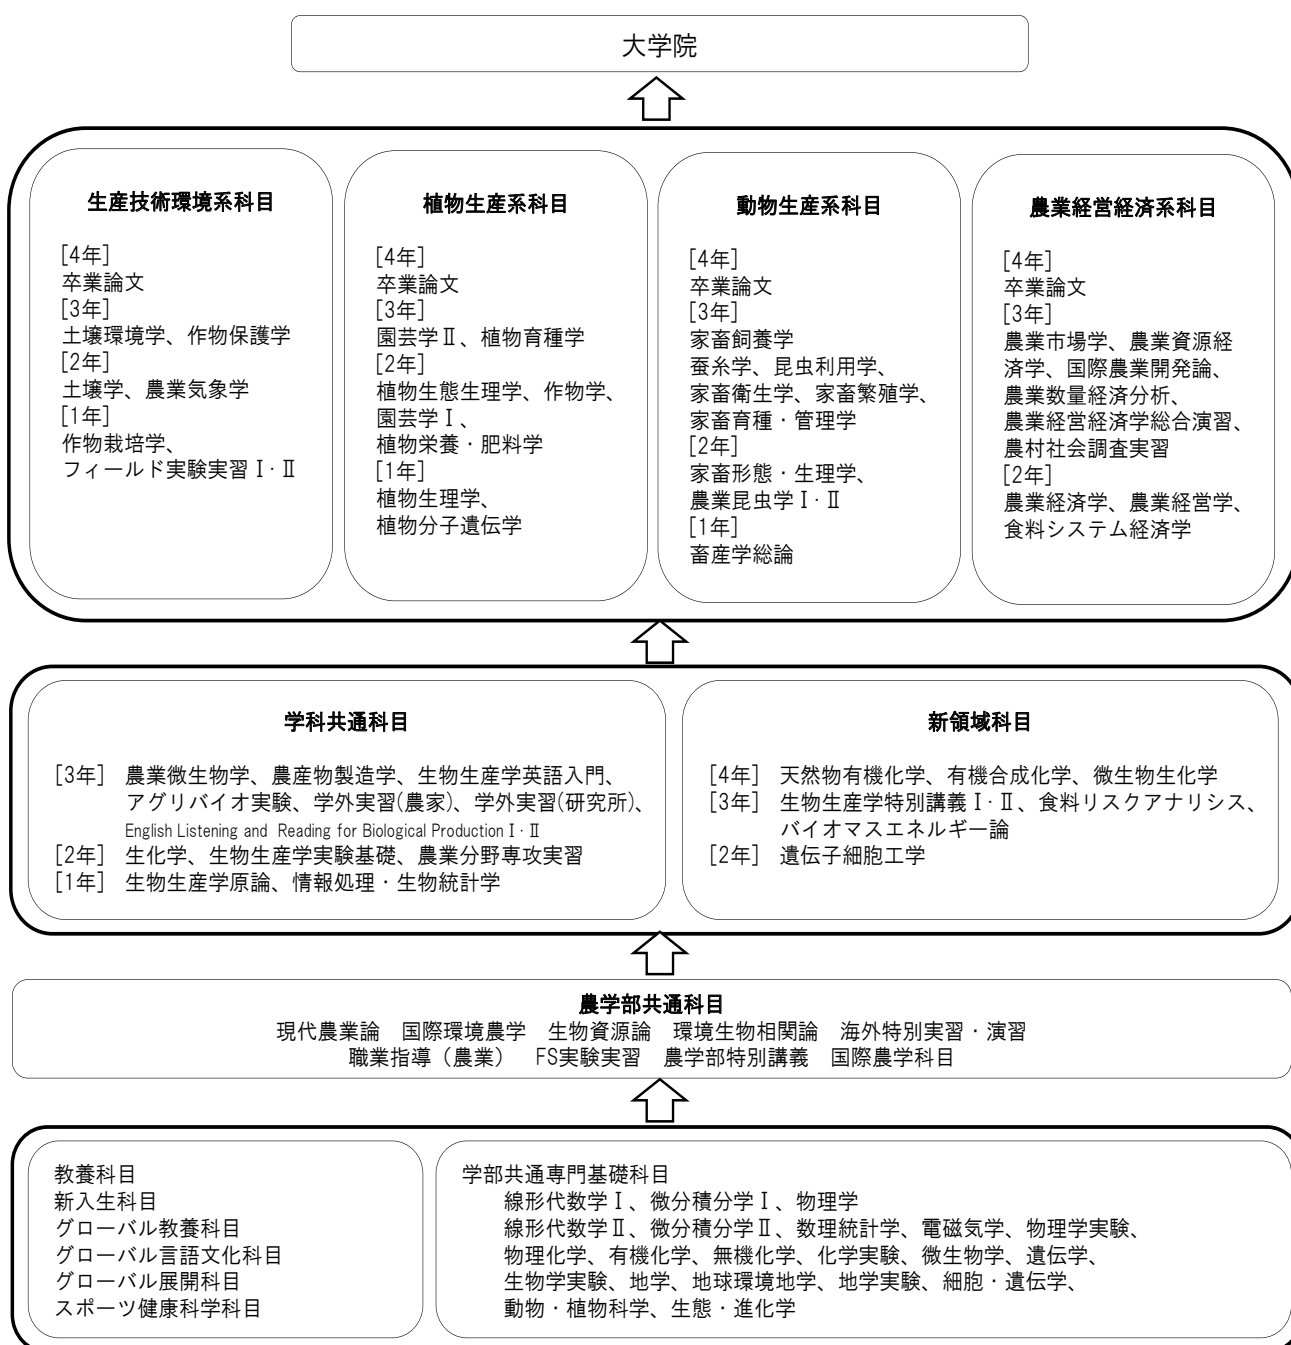 大学院
生産技術環境系科目
[4年]
卒業論文
[3年]
土壌環境学、作物保護学
[2年]
土壌学、農業気象学
[1年]
作物栽培学、
フィールド実験実習Ⅰ・Ⅱ
植物生産系科目
[4年]
卒業論文
[3年]
園芸学Ⅱ、植物育種学
[2年]
植物生態生理学、作物学、
園芸学Ⅰ、
植物栄養・肥料学
[1年]
植物生理学、
植物分子遺伝学
動物生産系科目
[4年]
卒業論文
[3年]
家畜飼養学
蚕糸学、昆虫利用学、
家畜衛生学、家畜繁殖学、
家畜育種・管理学
[2年]
家畜形態・生理学、
農業昆虫学Ⅰ・Ⅱ
[1年]
畜産学総論
農業経営経済系科目
[4年]
卒業論文
[3年]
農業市場学、農業資源経
済学、国際農業開発論、
農業数量経済分析、
農業経営経済学総合演習、
農村社会調査実習
[2年]
農業経済学、農業経営学、
食料システム経済学
学科共通科目
[3年] 農業微生物学、農産物製造学、生物生産学英語入門、
アグリバイオ実験、学外実習(農家)、学外実習(研究所)、
English Listening and Reading for Biological Production Ⅰ・Ⅱ
[2年] 生化学、生物生産学実験基礎、農業分野専攻実習
[1年] 生物生産学原論、情報処理・生物統計学
新領域科目
[4年] 天然物有機化学、有機合成化学、微生物生化学
[3年] 生物生産学特別講義Ⅰ・Ⅱ、食料リスクアナリシス、
バイオマスエネルギー論
[2年] 遺伝子細胞工学
農学部共通科目
現代農業論 国際環境農学 生物資源論 環境生物相関論 海外特別実習・演習
職業指導（農業） FS実験実習 農学部特別講義 国際農学科目
教養科目
新入生科目
グローバル教養科目
グローバル言語文化科目
グローバル展開科目
スポーツ健康科学科目
学部共通専門基礎科目
線形代数学Ⅰ、微分積分学Ⅰ、物理学
線形代数学Ⅱ、微分積分学Ⅱ、数理統計学、電磁気学、物理学実験、
物理化学、有機化学、無機化学、化学実験、微生物学、遺伝学、
生物学実験、地学、地球環境地学、地学実験、細胞・遺伝学、
動物・植物科学、生態・進化学